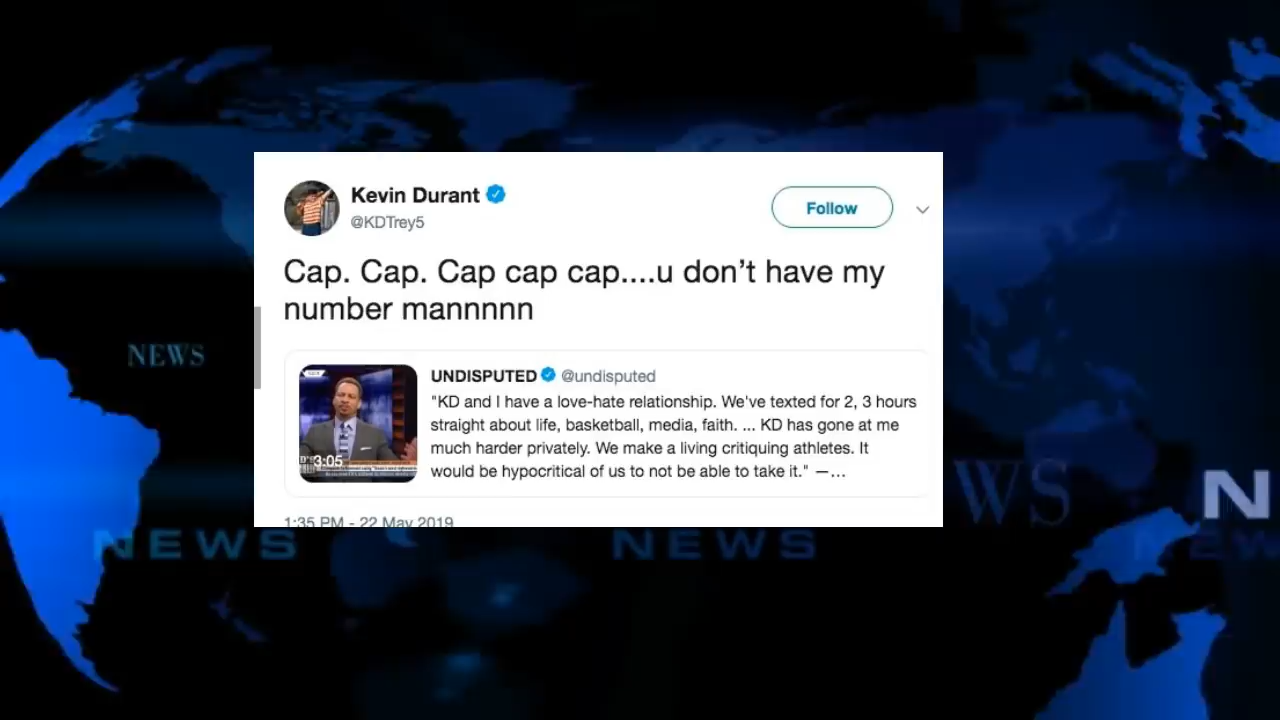 Kevin Durant
@KDTrey5
Follow
Cap. Cap. Cap cap cap....u don’t have my
number mannnnn
UNDISPUTED @undisputed
"KD and I have a love-hate relationship. We've texted for 2, 3 hours
straight about life, basketball, media, faith. ... KD has gone at me
much harder privately. We make a living critiquing athletes. It
would be hypocritical of us to not be able to take it." —...
3:05
1:35 PM - 22 May 2019
NEWS
WS
N
NEWS
NEWS
NEW